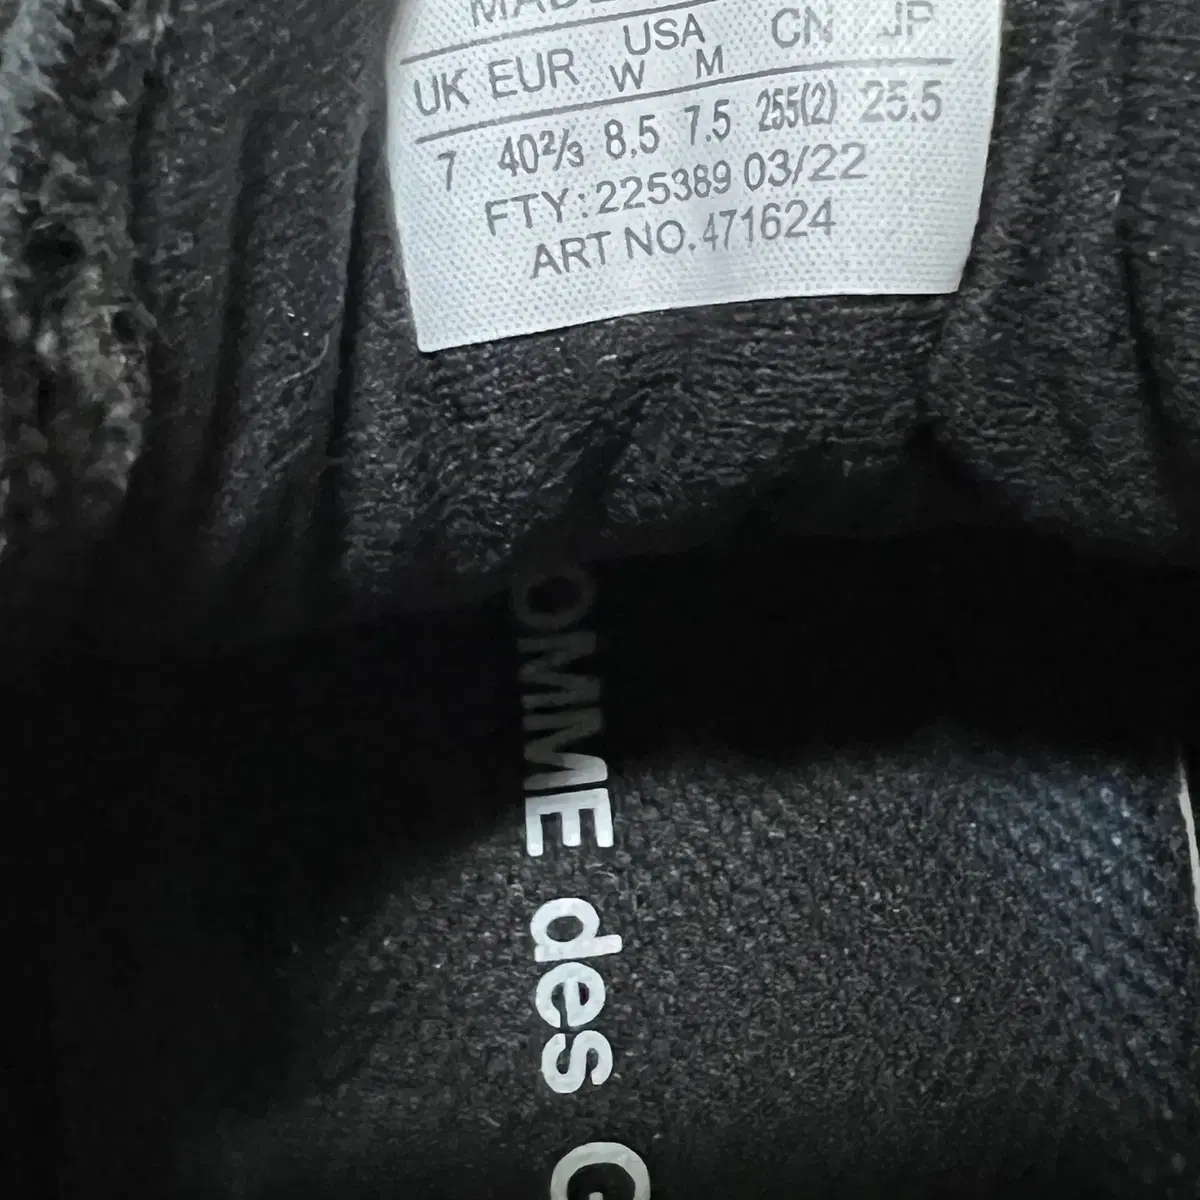 UK EUR USA CN JP
W M
7 40⅔ 8.5 7.5 255(2) 25.5
FTY:225389 03/22
ART NO.471624
OMME des G